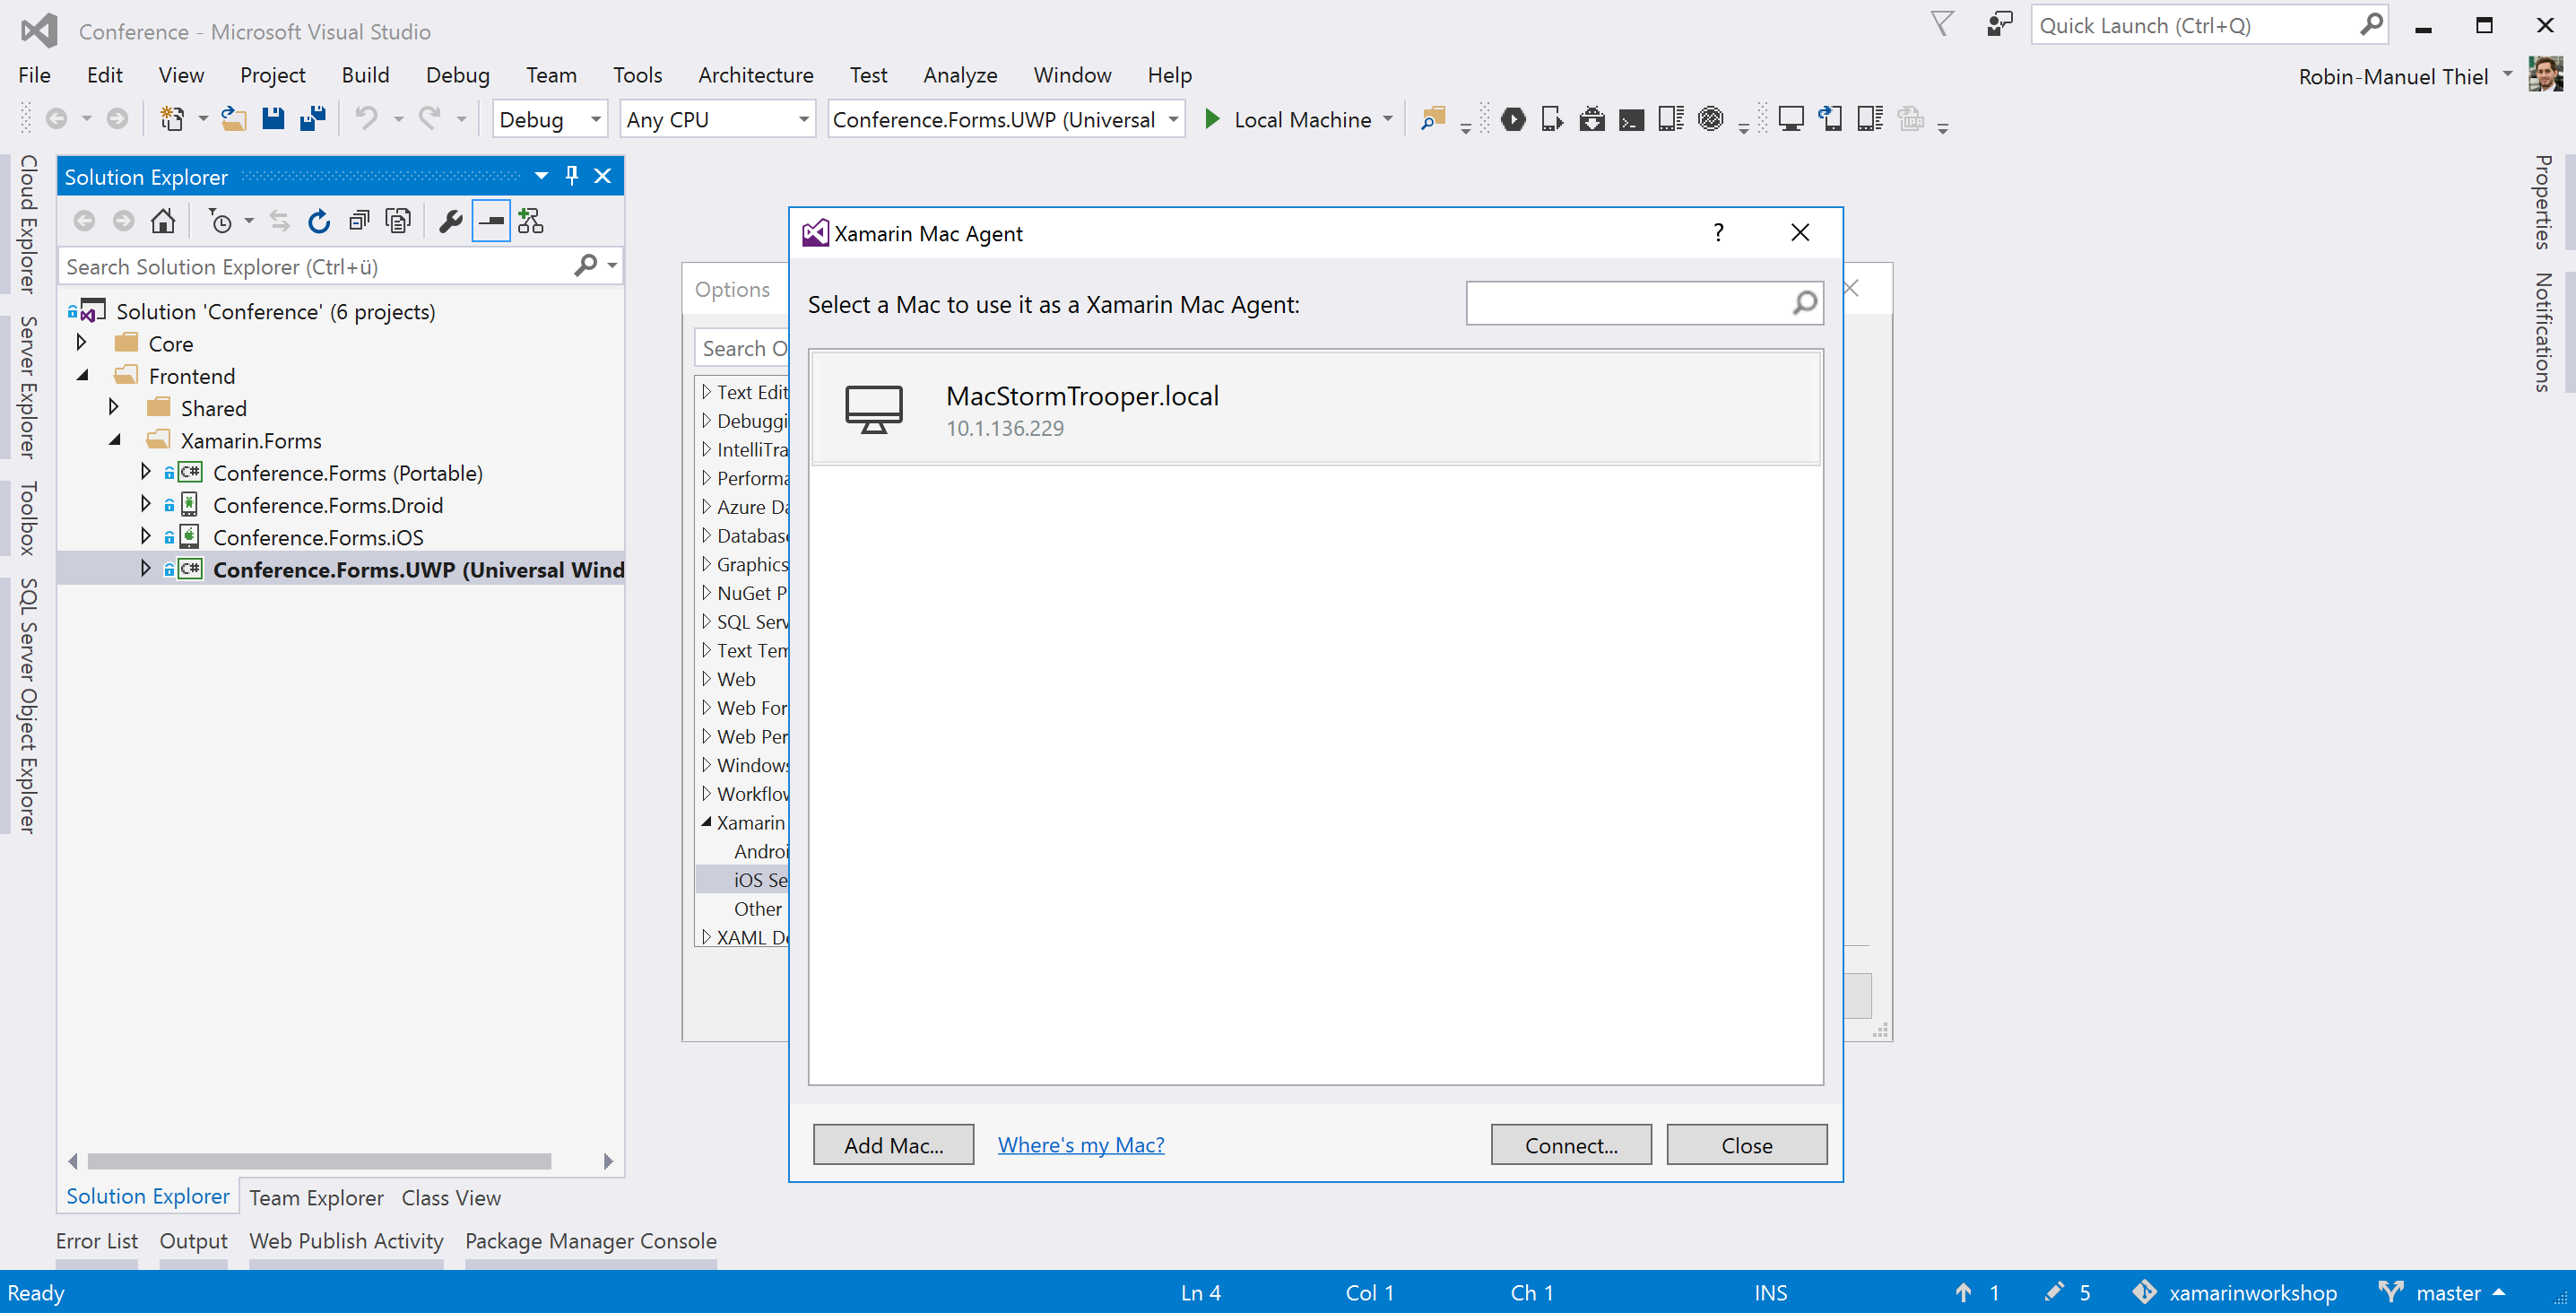 Conference - Microsoft Visual Studio
Quick Launch (Ctrl+Q)
File Edit View Project Build Debug Team Tools Architecture Test Analyze Window Help
Robin-Manuel Thiel
Debug Any CPU Conference.Forms.UWP (Universal Local Machine
Cloud Explorer
Server Explorer
Toolbox
SQL Server Object Explorer
Solution Explorer
Search Solution Explorer (Ctrl+ü)
Solution 'Conference' (6 projects)
Core
Frontend
Shared
Xamarin.Forms
C# Conference.Forms (Portable)
Conference.Forms.Droid
Conference.Forms.iOS
C# Conference.Forms.UWP (Universal Wind
Solution Explorer Team Explorer Class View
Options
Search O
Text Edit
Debuggi
IntelliTra
Performa
Azure Da
Database
Graphics
NuGet P
SQL Serv
Text Tem
Web
Web For
Web Per
Windows
Workflow
Xamarin
Androi
iOS Se
Other
XAML De
Xamarin Mac Agent
?
Select a Mac to use it as a Xamarin Mac Agent:
MacStormTrooper.local
10.1.136.229
Add Mac... Where's my Mac? Connect... Close
Properties
Notifications
Error List Output Web Publish Activity Package Manager Console
Ready Ln 4 Col 1 Ch 1 INS 1 5 xamarinworkshop master